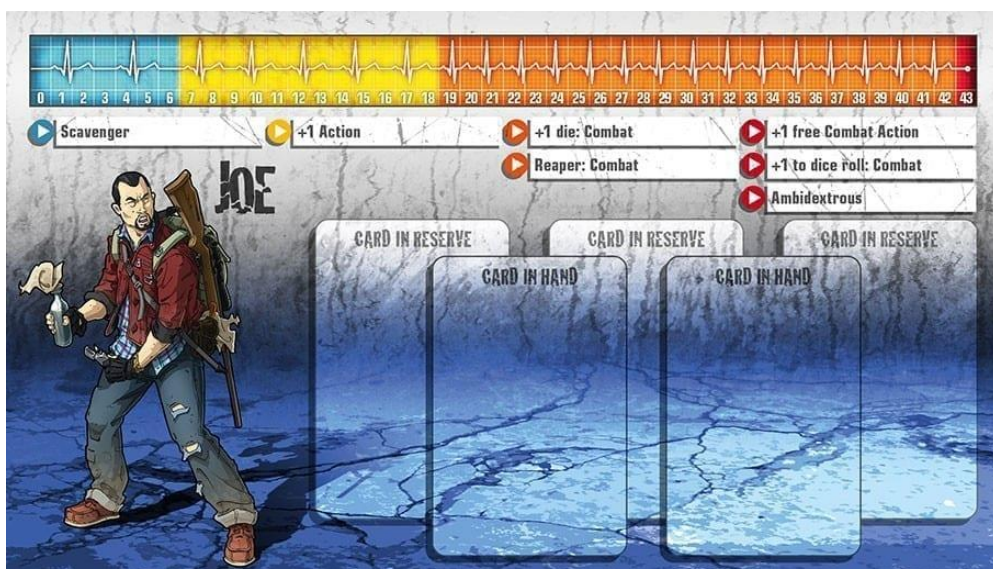 0 1 2 3 4 5 6 7 8 9 10 11 12 13 14 15 16 17 18 19 20 21 22 23 24 25 26 27 28 29 30 31 32 33 34 35 36 37 38 39 40 41 42 43
Scavenger
+1 Action
+1 die: Combat
+1 free Combat Action
Reaper: Combat
+1 to dice roll: Combat
Ambidextrous
JOE
CARD IN RESERVE
CARD IN RESERVE
CARD IN RESERVE
CARD IN HAND
CARD IN HAND